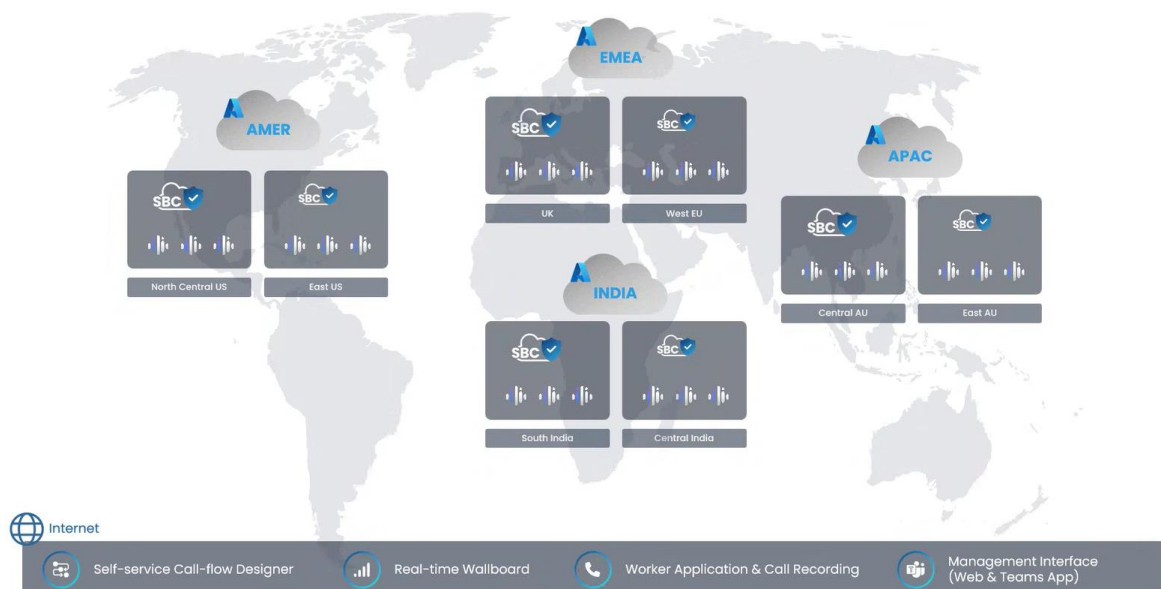 EMEA
AMER
APAC
SBC
SBC
UK
West EU
SBC
SBC
North Central US
East US
SBC
SBC
Central AU
East AU
INDIA
SBC
SBC
South India
Central India
Internet
Self-service Call-flow Designer
Real-time Wallboard
Worker Application & Call Recording
Management Interface
(Web & Teams App)